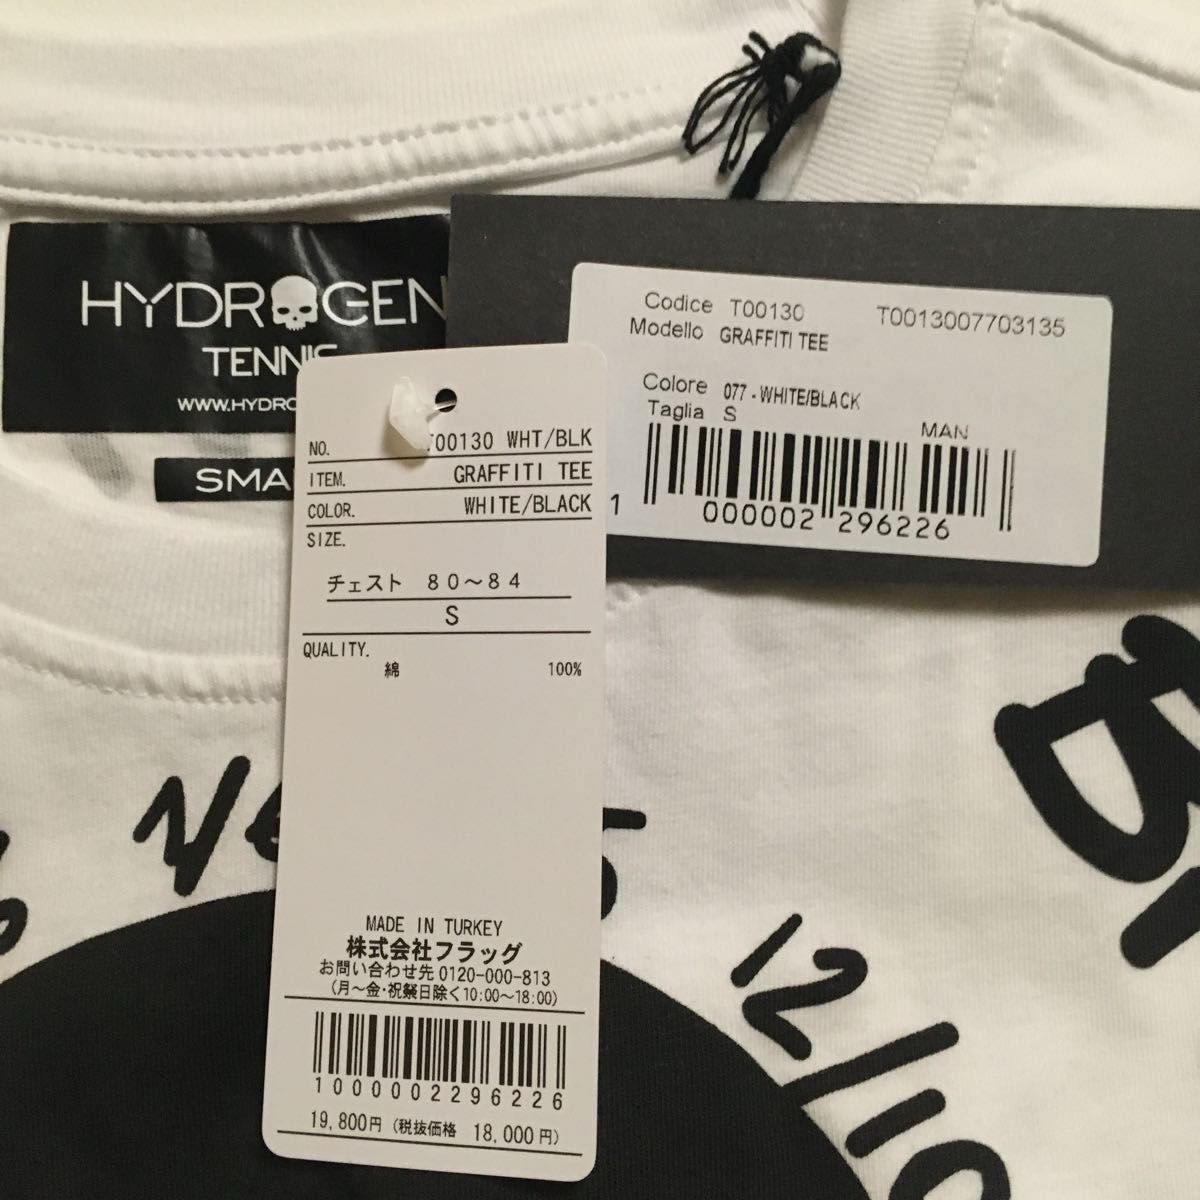 HYDROGEN
TENNIS
SMA
Codice T00130 T0013007703135
Modello GRAFFITI TEE
Colore 077 - WHITE/BLACK
Taglia S
MAN
1 000002 296226
NO. T00130 WHT/BLK
ITEM. GRAFFITI TEE
COLOR. WHITE/BLACK
SIZE.
チェスト 80〜84
S
QUALITY.
綿 100%
MADE IN TURKEY
株式会社フラッグ
お問い合わせ先 0120-000-813
(月〜金・祝祭日除く10:00〜18:00)
1000002296226
19,800円 (税抜価格 18,000円)
12/10